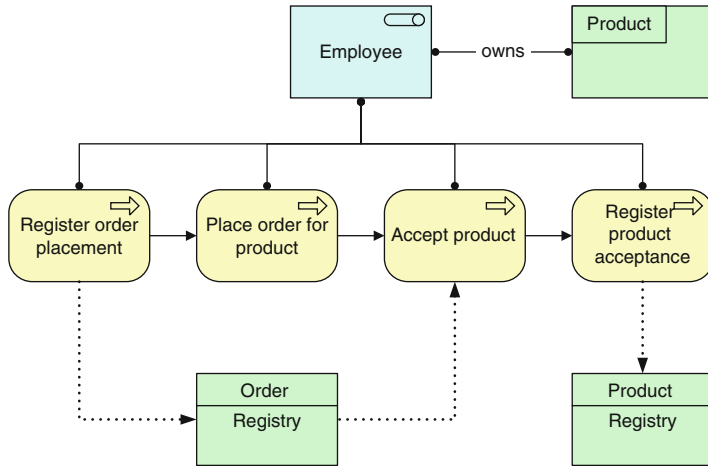 Employee
owns
Product
Register order
placement
Place order for
product
Accept product
Register
product
acceptance
Order
Registry
Product
Registry